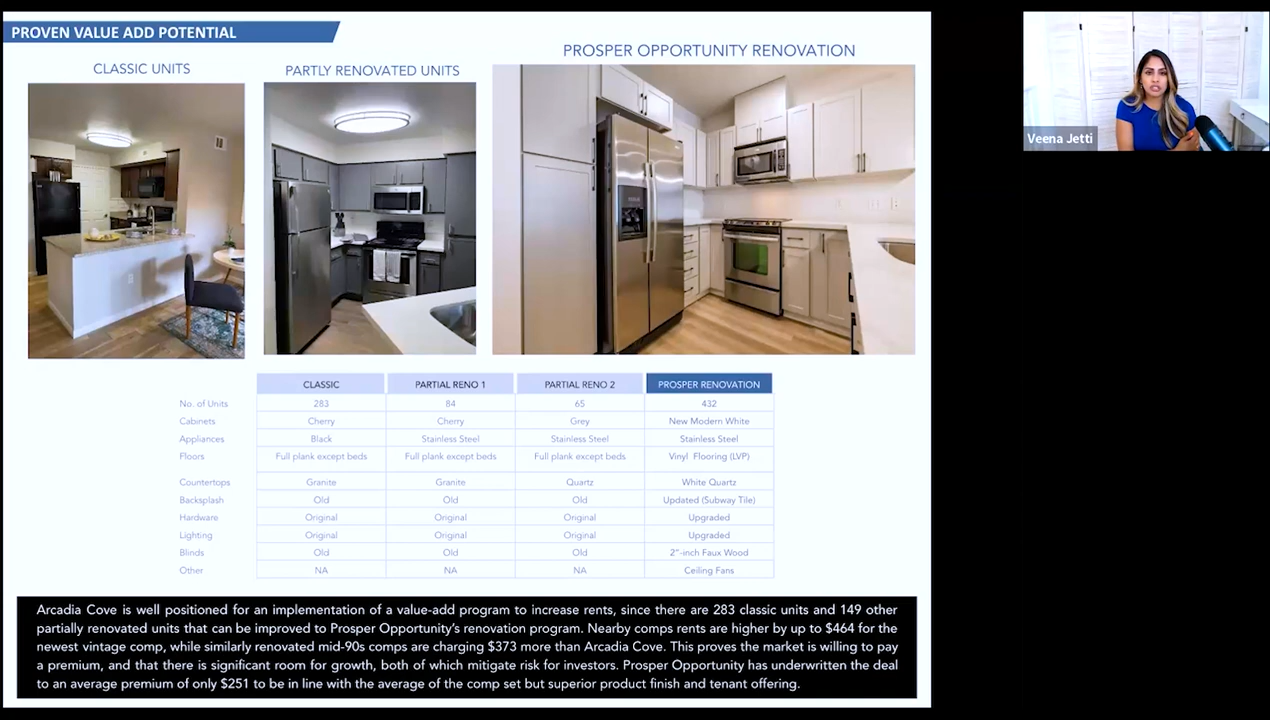 PROVEN VALUE ADD POTENTIAL
CLASSIC UNITS
PARTLY RENOVATED UNITS
PROSPER OPPORTUNITY RENOVATION
Veena Jetti
CLASSIC PARTIAL RENO 1 PARTIAL RENO 2 PROSPER RENOVATION
No. of Units 283 84 65 432
Cabinets Cherry Cherry Grey New Modern White
Appliances Black Stainless Steel Stainless Steel Stainless Steel
Floors Full plank except beds Full plank except beds Full plank except beds Vinyl Flooring (LVP)
Countertops Granite Granite Quartz White Quartz
Backsplash Old Old Old Updated (Subway Tile)
Hardware Original Original Original Upgraded
Lighting Original Original Original Upgraded
Blinds Old Old Old 2"-inch Faux Wood
Other NA NA NA Ceiling Fans
Arcadia Cove is well positioned for an implementation of a value-add program to increase rents, since there are 283 classic units and 149 other
partially renovated units that can be improved to Prosper Opportunity's renovation program. Nearby comps rents are higher by up to $464 for the
newest vintage comp, while similarly renovated mid-90s comps are charging $373 more than Arcadia Cove. This proves the market is willing to pay
a premium, and that there is significant room for growth, both of which mitigate risk for investors. Prosper Opportunity has underwritten the deal
to an average premium of only $251 to be in line with the average of the comp set but superior product finish and tenant offering.